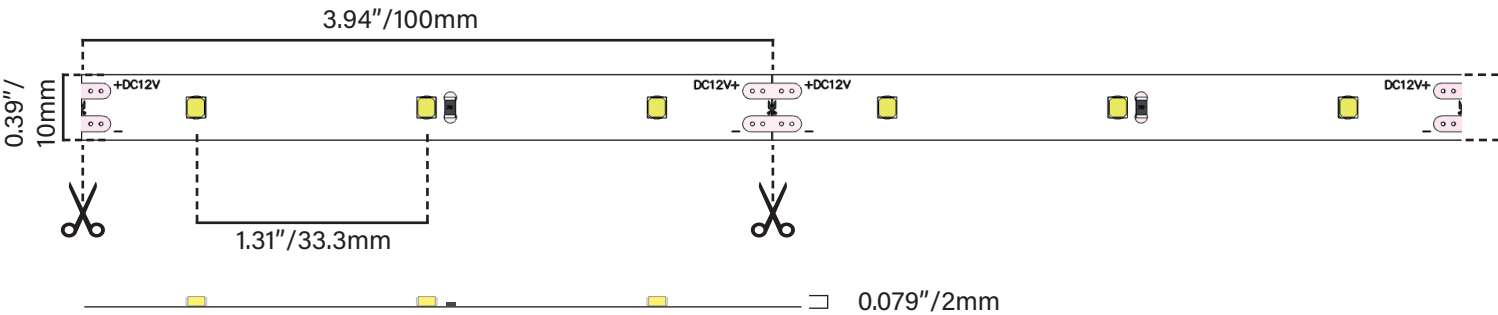 3.94"/100mm
0.39"/
10mm
+DC12V
DC12V+
+DC12V
DC12V+
-
-
-
-
1.31"/33.3mm
0.079"/2mm